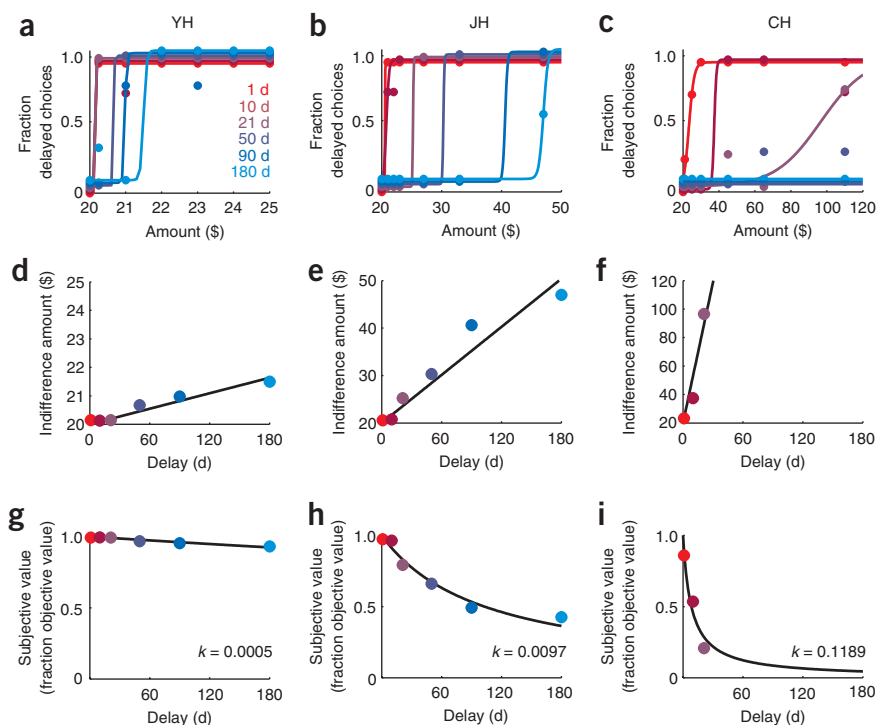 a YH b JH c CH
Fraction
delayed choices
1.0
0.5
0
20 21 22 23 24 25
Amount ($)
1 d
10 d
21 d
50 d
90 d
180 d
Fraction
delayed choices
1.0
0.5
0
20 30 40 50
Amount ($)
Fraction
delayed choices
1.0
0.5
0
20 40 60 80 100 120
Amount ($)
d e f
Indifference amount ($)
25
24
23
22
21
20
0 60 120 180
Delay (d)
Indifference amount ($)
50
40
30
20
0 60 120 180
Delay (d)
Indifference amount ($)
120
100
80
60
40
20
0 60 120 180
Delay (d)
g h i
Subjective value
(fraction objective value)
1.0
0.5
0
k = 0.0005
60 120 180
Delay (d)
Subjective value
(fraction objective value)
1.0
0.5
0
k = 0.0097
60 120 180
Delay (d)
Subjective value
(fraction objective value)
1.0
0.5
0
k = 0.1189
60 120 180
Delay (d)